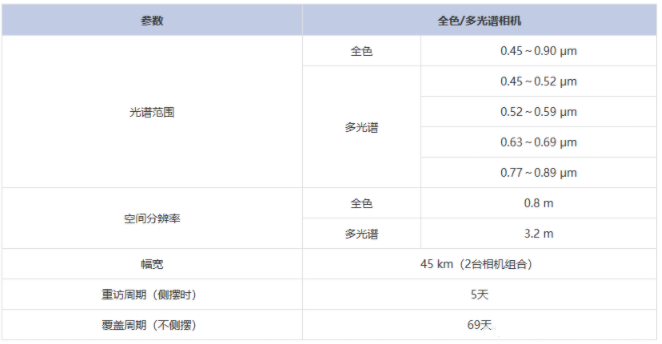 参数 全色/多光谱相机
光谱范围 全色 0.45～0.90 μm
多光谱 0.45～0.52 μm
0.52～0.59 μm
0.63～0.69 μm
0.77～0.89 μm
空间分辨率 全色 0.8 m
多光谱 3.2 m
幅宽 45 km（2台相机组合）
重访周期（侧摆时） 5天
覆盖周期（不侧摆） 69天